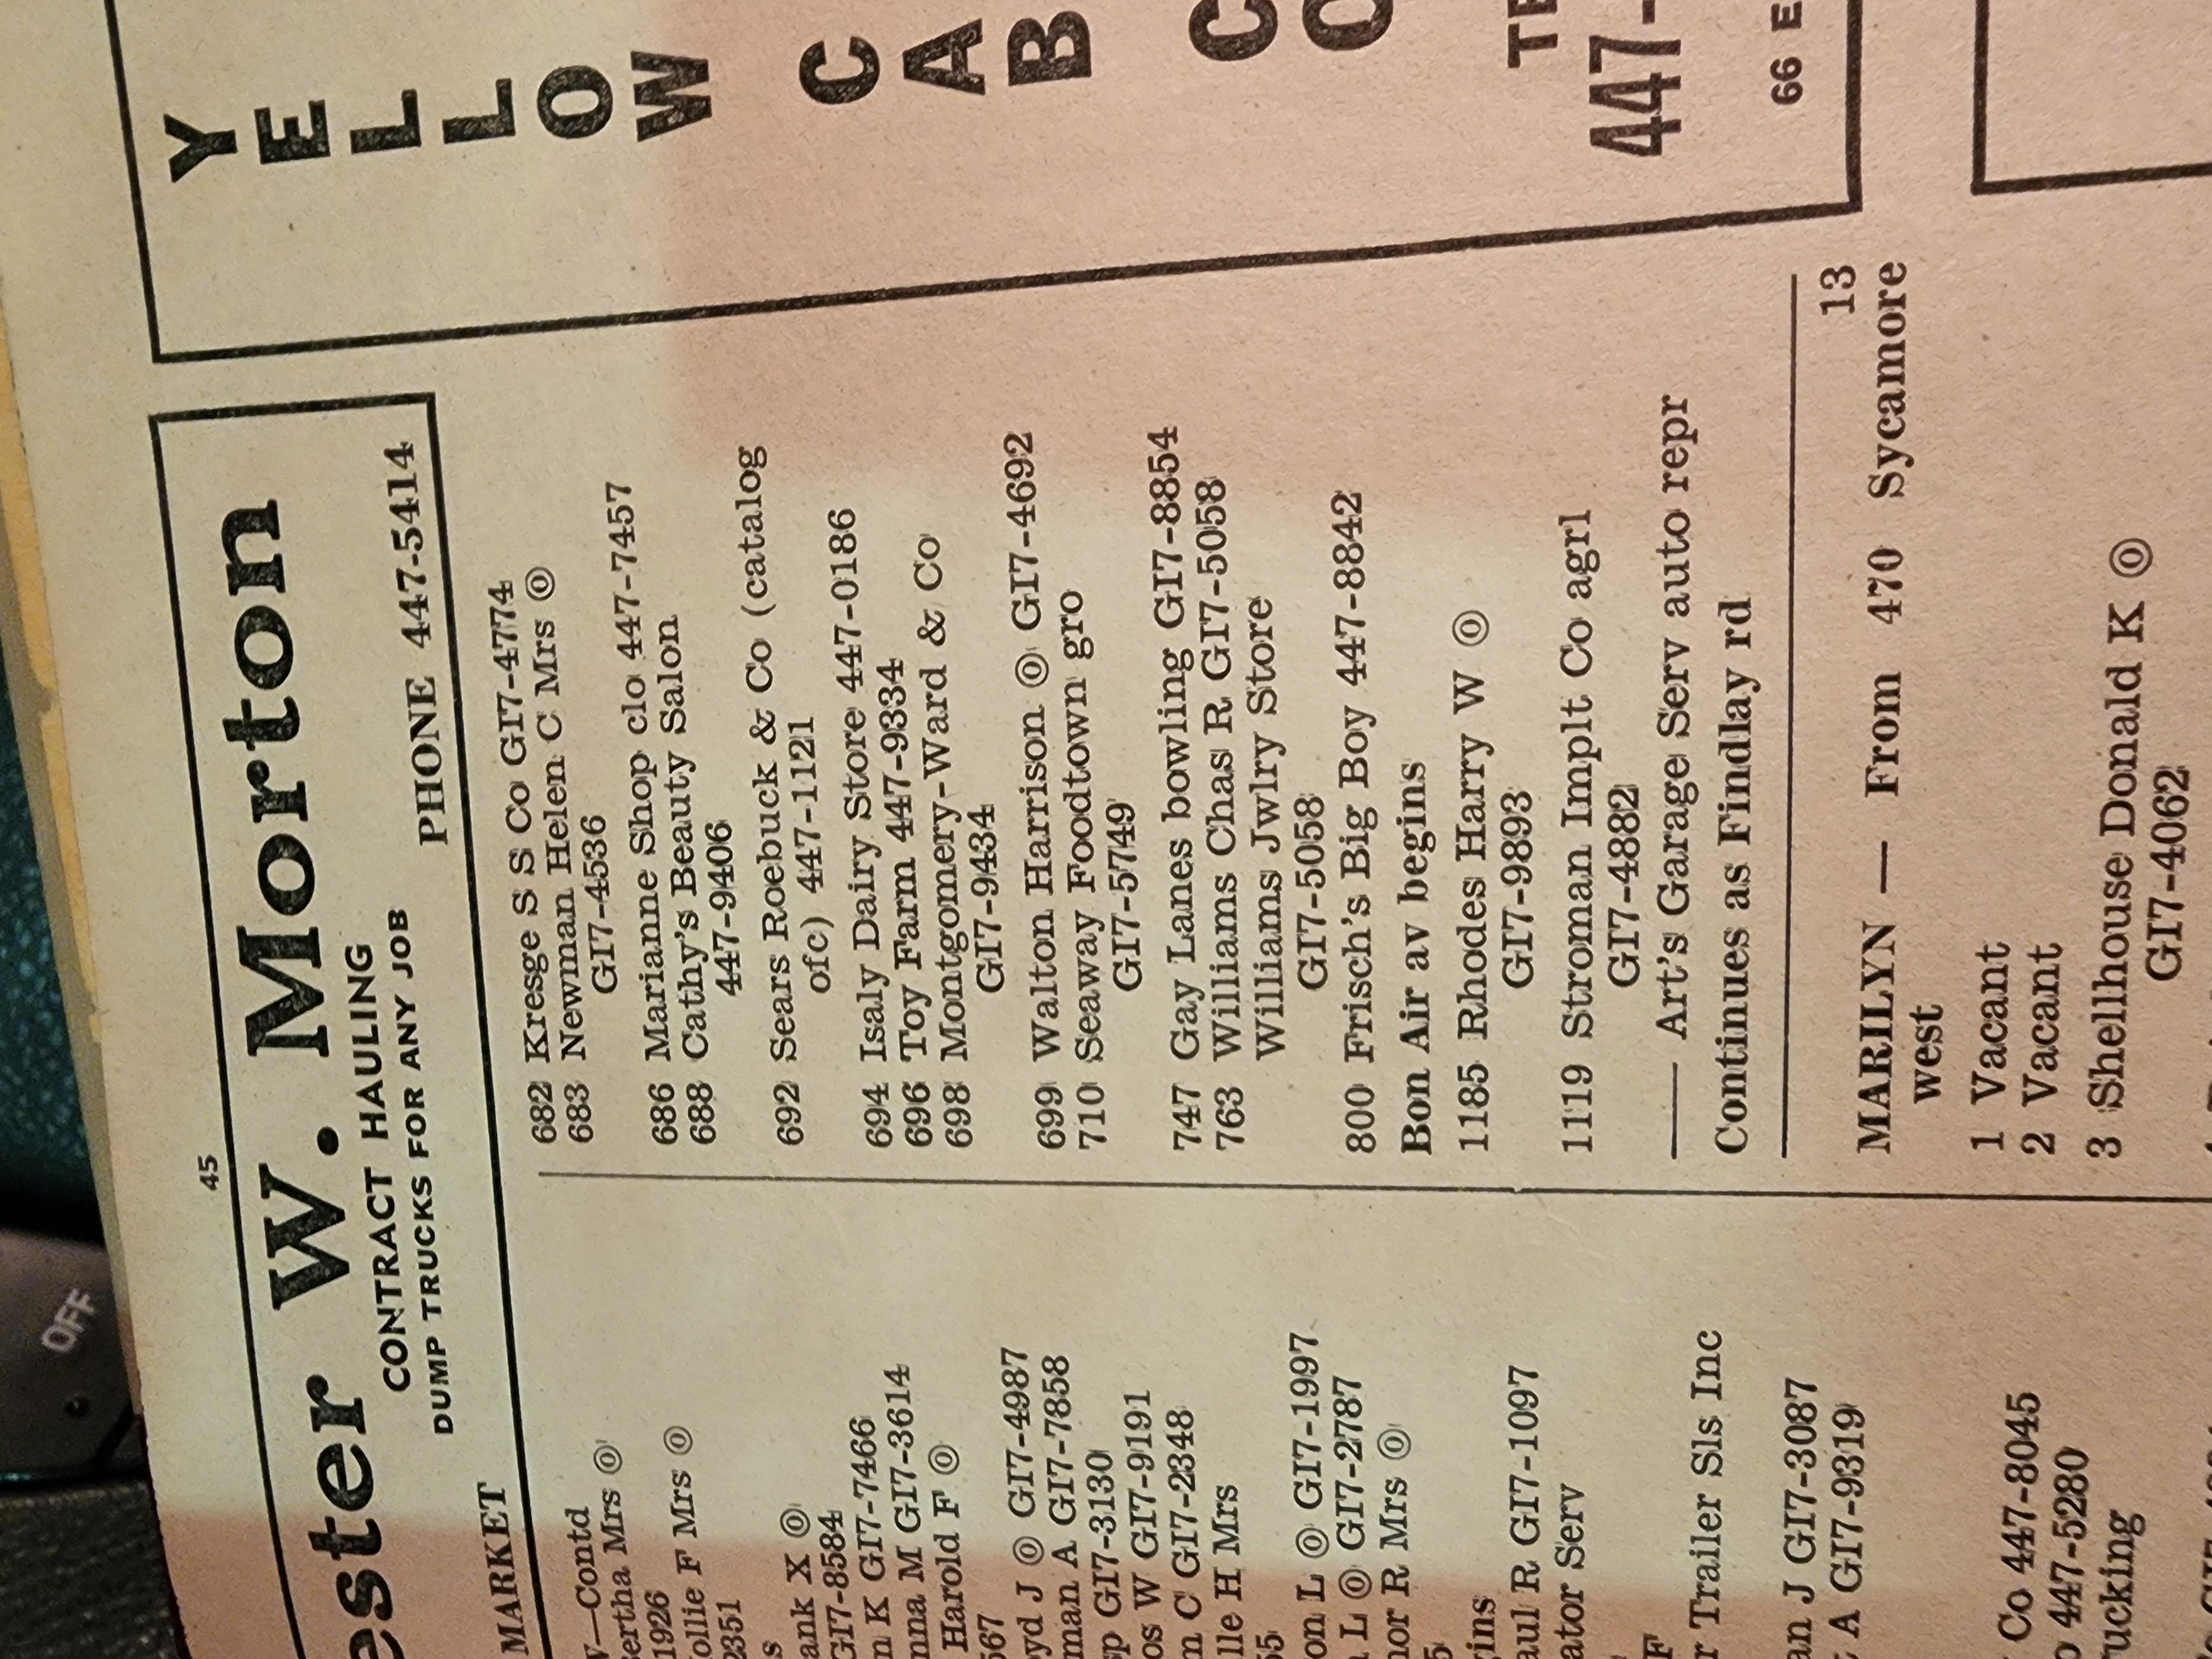 45
ester W. Morton
CONTRACT HAULING
DUMP TRUCKS FOR ANY JOB
PHONE 447-5414
MARKET
—Contd
Bertha Mrs ⓞ
1926
ollie F Mrs ⓞ
2351
ank X ⓞ
GI7-8584
n K GI7-7466
nna M GI7-3614
Harold F ⓞ
567
yd J ⓞ GI7-4987
man A GI7-7858
op GI7-3130
os W GI7-9191
n C GI7-2348
lle H Mrs
55
on L ⓞ GI7-1997
L ⓞ GI7-2787
nor R Mrs ⓞ
5
gins
aul R GI7-1097
ator Serv
F
r Trailer Sls Inc
an J GI7-3087
A GI7-9319
Co 447-8045
o 447-5280
rucking
682 Kresge S S Co GI7-4774
683 Newman Helen C Mrs ⓞ
GI7-4536
686 Marianne Shop clo 447-7457
688 Cathy's Beauty Salon
447-9406
692 Sears Roebuck & Co (catalog
ofc) 447-1121
694 Isaly Dairy Store 447-0186
696 Toy Farm 447-9334
698 Montgomery-Ward & Co
GI7-9434
699 Walton Harrison ⓞ GI7-4692
710 Seaway Foodtown gro
GI7-5749
747 Gay Lanes bowling GI7-8854
763 Williams Chas R GI7-5058
Williams Jwlry Store
GI7-5058
800 Frisch's Big Boy 447-8842
Bon Air av begins
1185 Rhodes Harry W ⓞ
GI7-9893
1119 Stroman Implt Co agrl
GI7-4882
—— Art's Garage Serv auto repr
Continues as Findlay rd
13
MARILYN — From 470 Sycamore
west
1 Vacant
2 Vacant
3 Shellhouse Donald K ⓞ
GI7-4062
YELLOW
CAB
CO
TE
447-
66 E
OFF